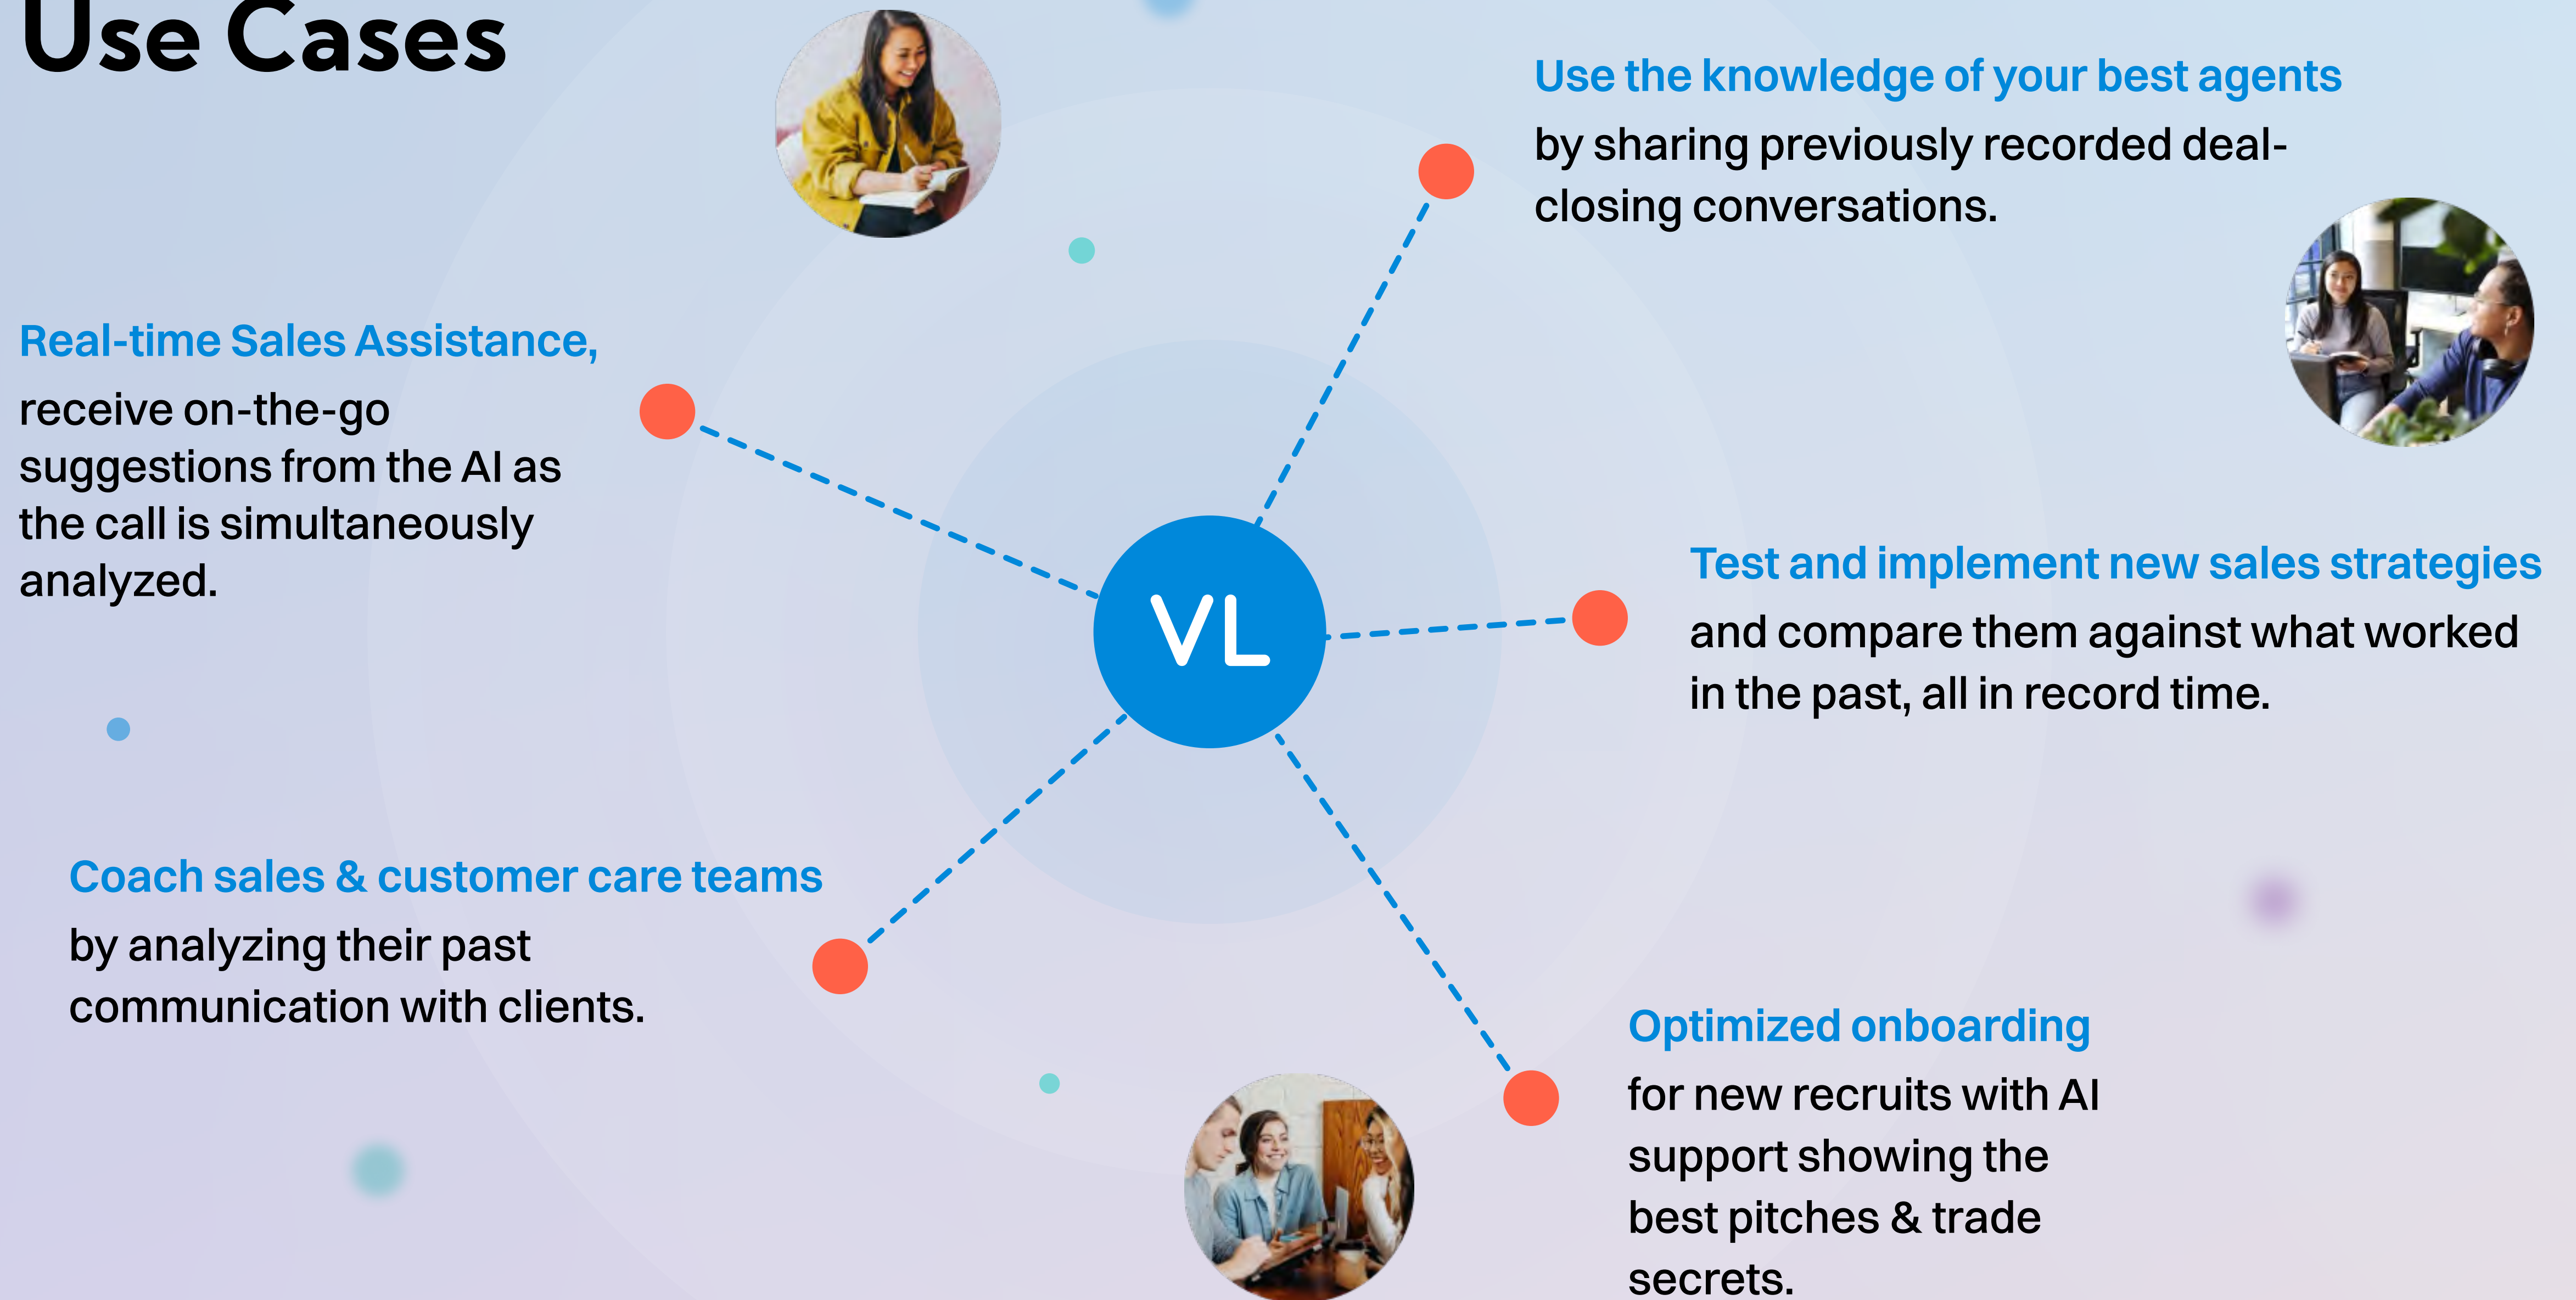 Use Cases
Use the knowledge of your best agents
by sharing previously recorded deal-
closing conversations.
Real-time Sales Assistance,
receive on-the-go
suggestions from the AI as
the call is simultaneously
analyzed.
VL
Test and implement new sales strategies
and compare them against what worked
in the past, all in record time.
Coach sales & customer care teams
by analyzing their past
communication with clients.
Optimized onboarding
for new recruits with AI
support showing the
best pitches & trade
secrets.